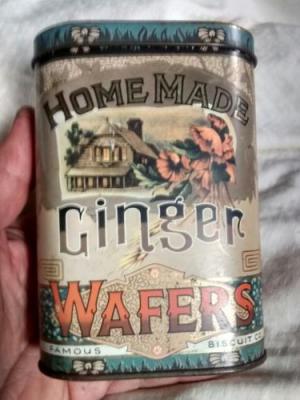 HOME MADE
Ginger
WAFERS
FAMOUS BISCUIT CO.